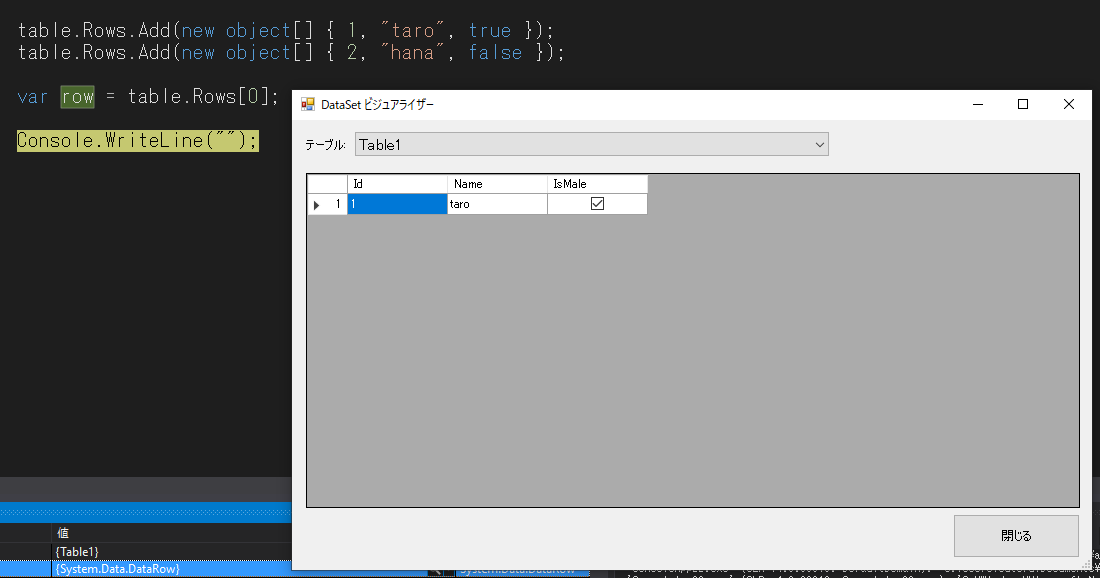 table.Rows.Add(new object[] { 1, "taro", true });
table.Rows.Add(new object[] { 2, "hana", false });
var row = table.Rows[0];
Console.WriteLine("");
DataSet ビジュアライザー
テーブル: Table1
Id Name IsMale
1 1 taro
閉じる
値
{Table1}
{System.Data.DataRow} System.Data.DataRow